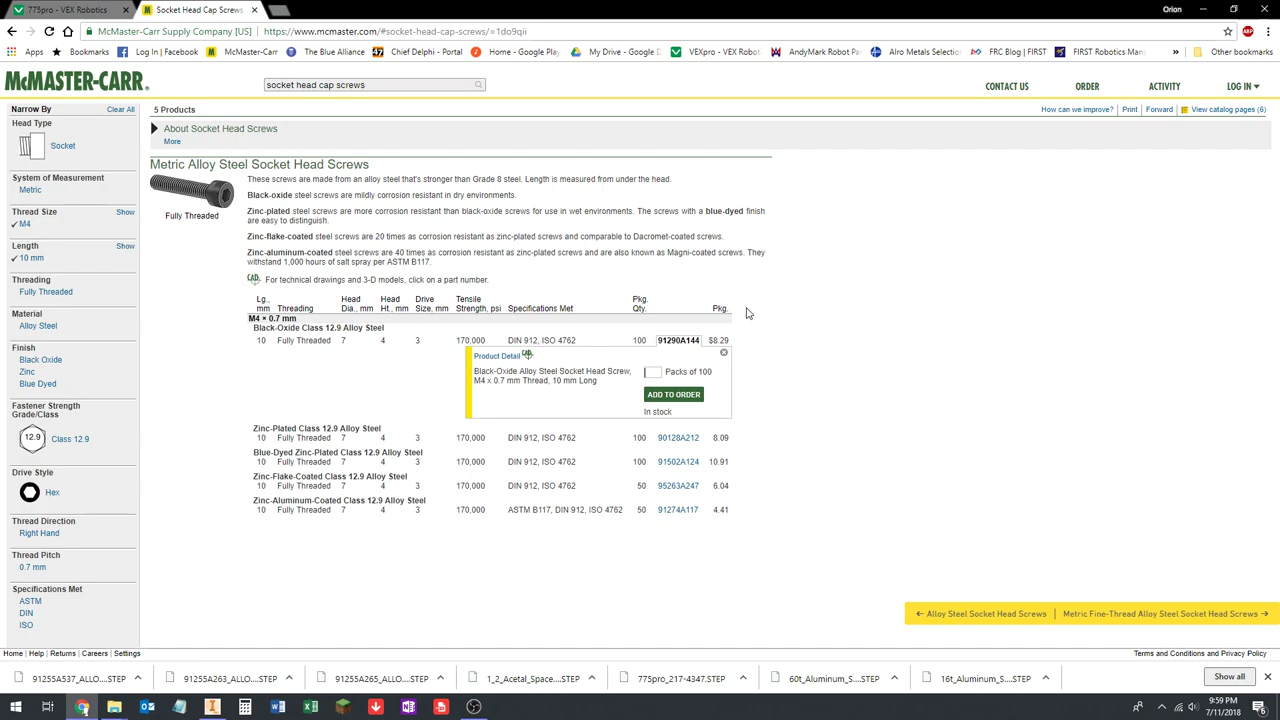 775pro - VEX Robotics
Socket Head Cap Screws
Orion
McMaster-Carr Supply Company [US]
https://www.mcmaster.com/#socket-head-cap-screws/=1do9qii
Apps
Bookmarks
Log In | Facebook
McMaster-Carr
The Blue Alliance
Chief Delphi - Portal
Home - Google Play
My Drive - Google D
VEXpro - VEX Robo
AndyMark Robot Pa
Alro Metals Selectio
FRC Blog | FIRST
FIRST Robotics Man
»
Other bookmarks
McMASTER-CARR
socket head cap screws
CONTACT US
ORDER
ACTIVITY
LOG IN
Narrow By
Clear All
Head Type
Socket
System of Measurement
Metric
Thread Size
Show
M4
Length
Show
10 mm
Threading
Fully Threaded
Material
Alloy Steel
Finish
Black Oxide
Zinc
Blue Dyed
Fastener Strength
Grade/Class
12.9
Class 12.9
Drive Style
Hex
Thread Direction
Right Hand
Thread Pitch
0.7 mm
Specifications Met
ASTM
DIN
ISO
5 Products
How can we improve?
Print
Forward
View catalog pages (6)
About Socket Head Screws
More
Metric Alloy Steel Socket Head Screws
Fully Threaded
These screws are made from an alloy steel that's stronger than Grade 8 steel. Length is measured from under the head.
Black-oxide steel screws are mildly corrosion resistant in dry environments.
Zinc-plated steel screws are more corrosion resistant than black-oxide screws for use in wet environments. The screws with a blue-dyed finish
are easy to distinguish.
Zinc-flake-coated steel screws are 20 times as corrosion resistant as zinc-plated screws and comparable to Dacromet-coated screws.
Zinc-aluminum-coated steel screws are 40 times as corrosion resistant as zinc-plated screws and are also known as Magni-coated screws. They
withstand 1,000 hours of salt spray per ASTM B117.
CAD
For technical drawings and 3-D models, click on a part number.
Lg., Head Head Drive Tensile Pkg.
mm Threading Dia., mm Ht., mm Size, mm Strength, psi Specifications Met Qty. Pkg.
M4 × 0.7 mm
Black-Oxide Class 12.9 Alloy Steel
10 Fully Threaded 7 4 3 170,000 DIN 912, ISO 4762 100 91290A144 $8.29
Product Detail CAD
Black-Oxide Alloy Steel Socket Head Screw,
M4 x 0.7 mm Thread, 10 mm Long
Packs of 100
ADD TO ORDER
In stock
Zinc-Plated Class 12.9 Alloy Steel
10 Fully Threaded 7 4 3 170,000 DIN 912, ISO 4762 100 90128A212 8.09
Blue-Dyed Zinc-Plated Class 12.9 Alloy Steel
10 Fully Threaded 7 4 3 170,000 DIN 912, ISO 4762 100 91502A124 10.91
Zinc-Flake-Coated Class 12.9 Alloy Steel
10 Fully Threaded 7 4 3 170,000 DIN 912, ISO 4762 50 95263A247 6.04
Zinc-Aluminum-Coated Class 12.9 Alloy Steel
10 Fully Threaded 7 4 3 170,000 ASTM B117, DIN 912, ISO 4762 50 91274A117 4.41
Alloy Steel Socket Head Screws | Metric Fine-Thread Alloy Steel Socket Head Screws
Home | Help | Returns | Careers | Settings
Terms and Conditions and Privacy Policy
91255A537_ALLO....STEP
91255A263_ALLO....STEP
91255A265_ALLO....STEP
1_2_Acetal_Space....STEP
775pro_217-4347.STEP
60t_Aluminum_S....STEP
16t_Aluminum_S....STEP
Show all
9:59 PM
7/11/2018